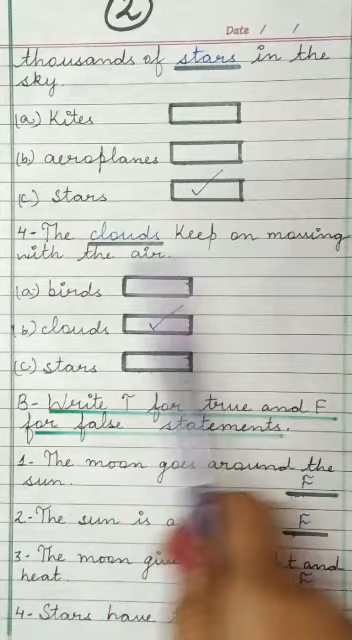 2
Date / /
thousands of stars in the
sky.
(a) Kites
(b) aeroplanes
(c) stars
4- The clouds Keep on moving
with the air.
(a) birds
(b) clouds
(c) stars
B- Write T for true and F
for false statements.
1. The moon goes around the
sun. F
2- The sun is a F
3- The moon giv t and
heat. F
4- Stars have